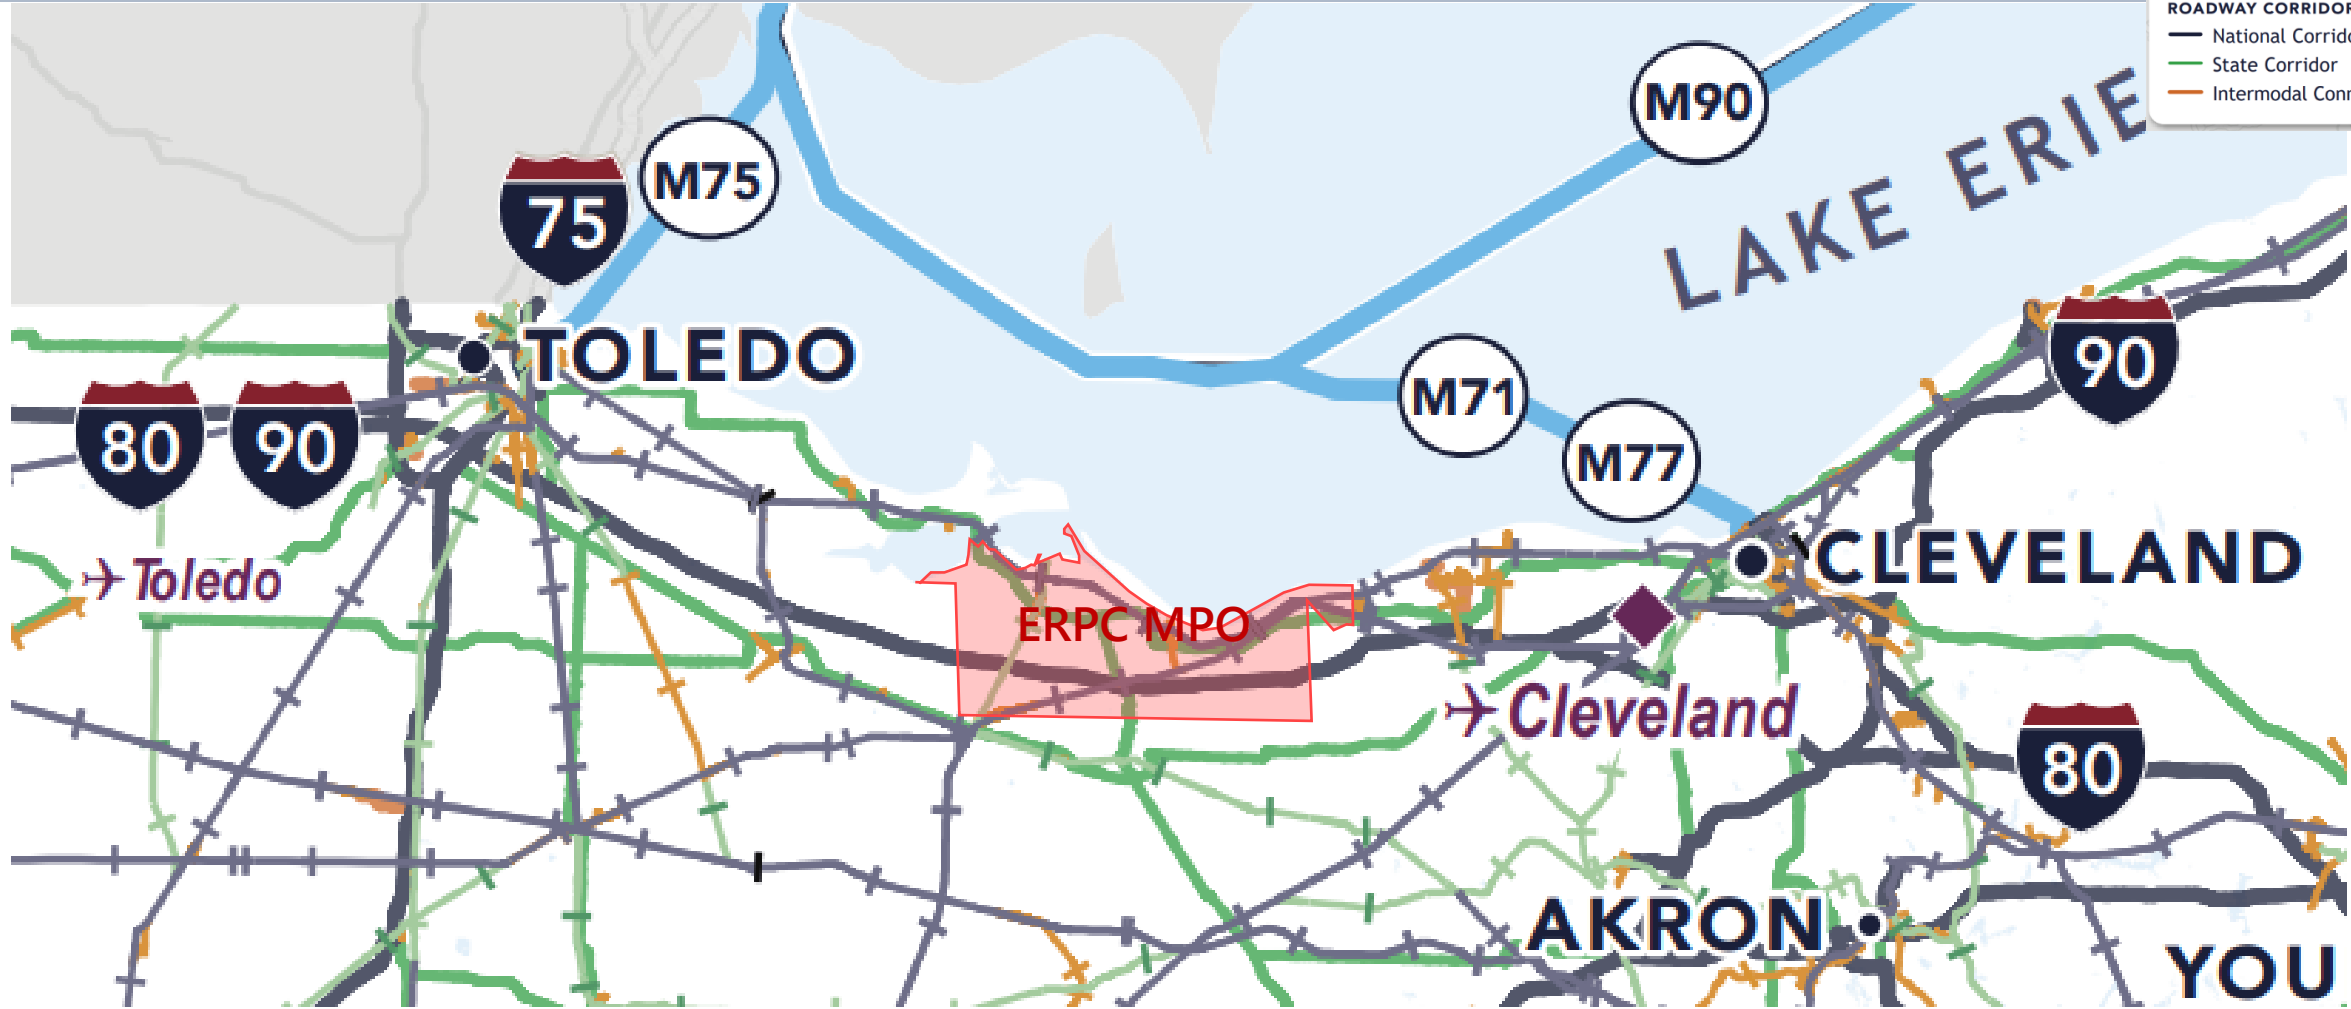 ROADWAY CORRIDOR
National Corrido
State Corridor
Intermodal Conn
M90
LAKE ERIE
M75
75
TOLEDO
80
90
M71
M77
90
CLEVELAND
Toledo
ERPC MPO
Cleveland
80
AKRON
YOU